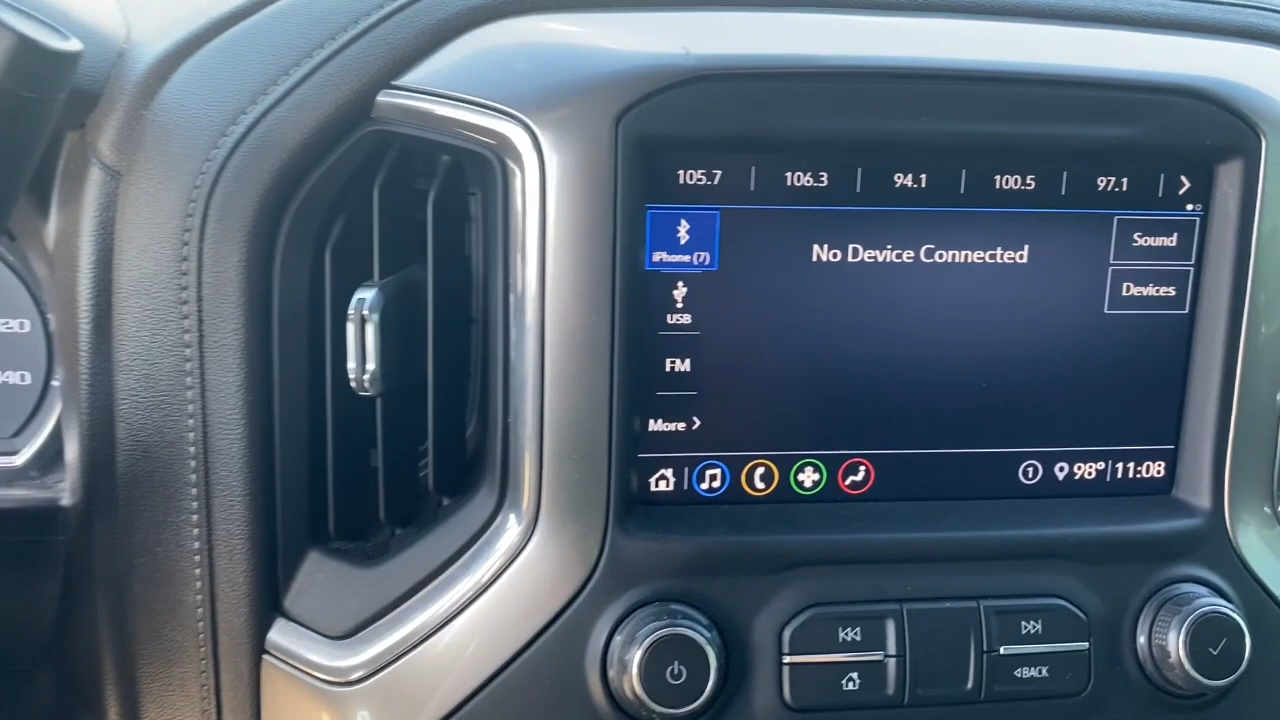 105.7 | 106.3 | 94.1 | 100.5 | 97.1 |
iPhone (7)
No Device Connected
Sound
USB
Devices
FM
More
1 98° | 11:08
20
40
BACK